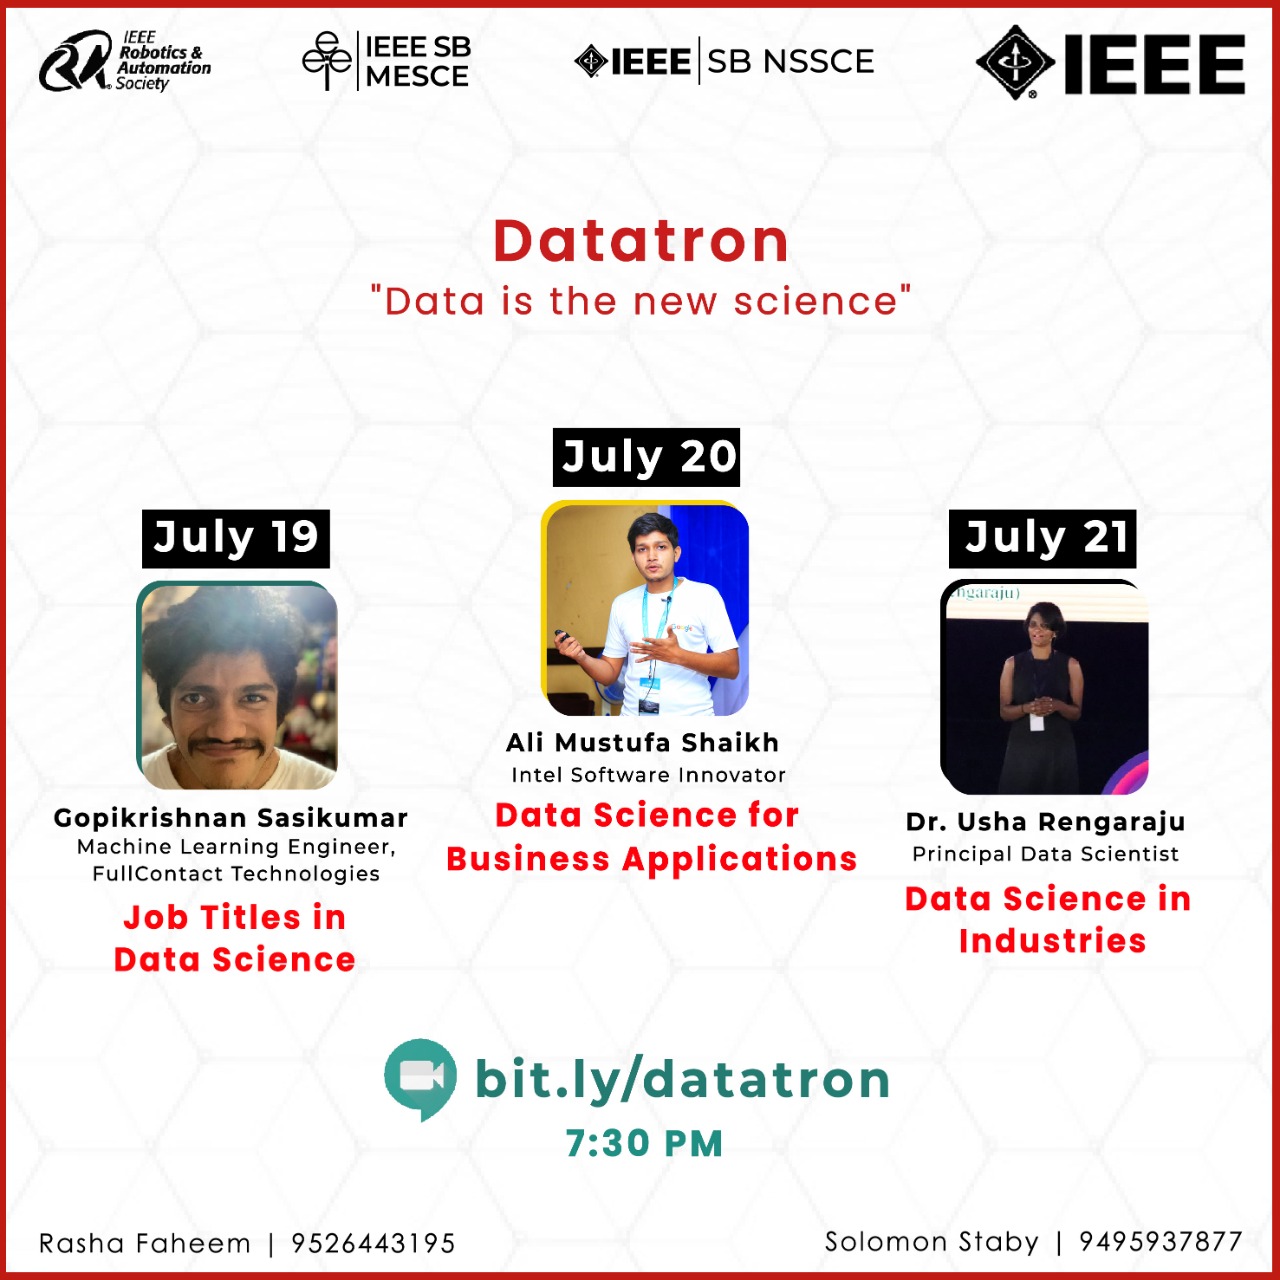 IEEE
Robotics &
Automation
Society
IEEE SB
MESCE
IEEE SB NSSCE
IEEE
Datatron
"Data is the new science"
July 19
Gopikrishnan Sasikumar
Machine Learning Engineer,
FullContact Technologies
Job Titles in
Data Science
July 20
Google
Ali Mustufa Shaikh
Intel Software Innovator
Data Science for
Business Applications
July 21
engaraju)
Dr. Usha Rengaraju
Principal Data Scientist
Data Science in
Industries
bit.ly/datatron
7:30 PM
Rasha Faheem | 9526443195
Solomon Staby | 9495937877